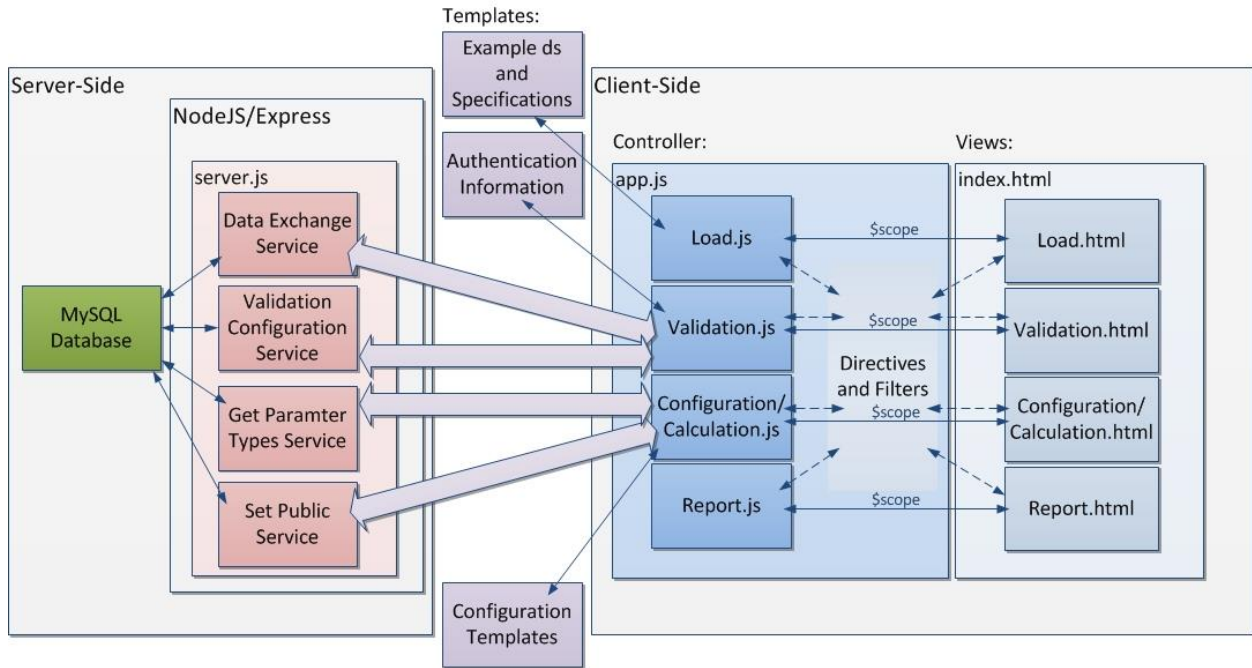 Templates:
Example ds
and
Specifications
Server-Side
Client-Side
NodeJS/Express
Authentication
Information
Controller:
Views:
server.js
app.js
index.html
Data Exchange
Service
Load.js
$scope
Load.html
MySQL
Database
Validation
Configuration
Service
Validation.js
$scope
Validation.html
Directives
and Filters
Get Paramter
Types Service
Configuration/
Calculation.js
$scope
Configuration/
Calculation.html
Set Public
Service
Report.js
$scope
Report.html
Configuration
Templates